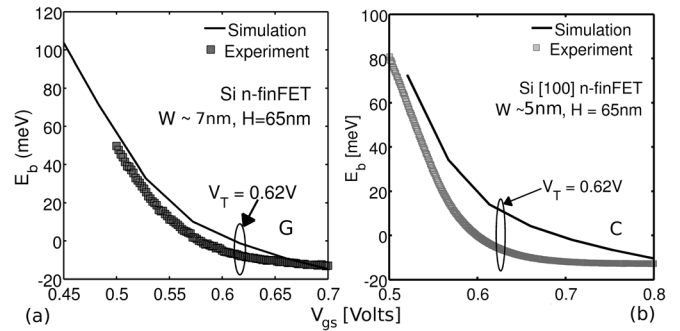 120
100
80
60
40
20
0
-20
E_b (meV)
Simulation
Experiment
Si n-finFET
W ~ 7nm, H=65nm
V_T = 0.62V
G
0.45
0.5
0.55
0.6
0.65
0.7
(a)
100
80
60
40
20
0
-20
E_b [meV]
Simulation
Experiment
Si [100] n-finFET
W ~5nm, H = 65nm
V_T = 0.62V
C
0.5
0.6
0.7
0.8
(b)
V_gs [Volts]